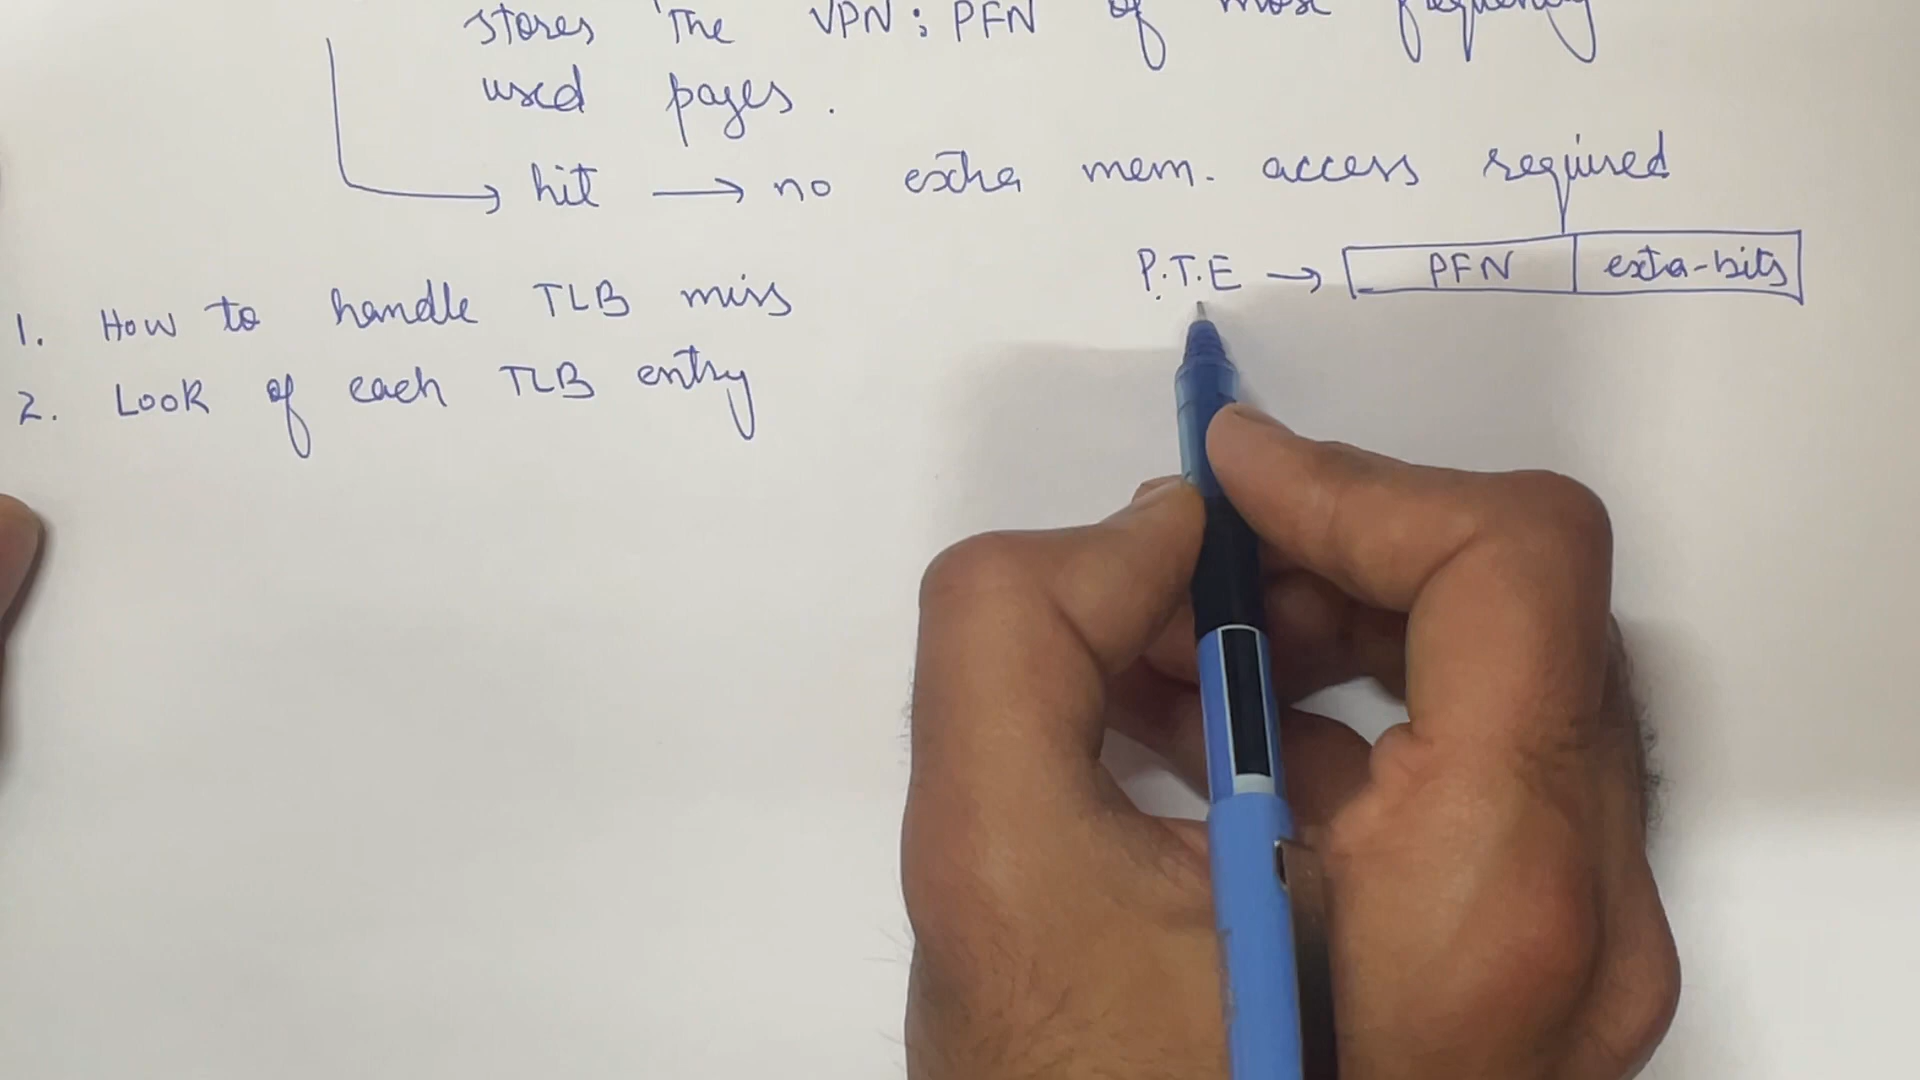 stores The VPN : PFN of most frequency
used pages .
hit → no extra mem. access required
P.T.E → PFN extra-bits
1. How to handle TLB miss
2. Look of each TLB entry